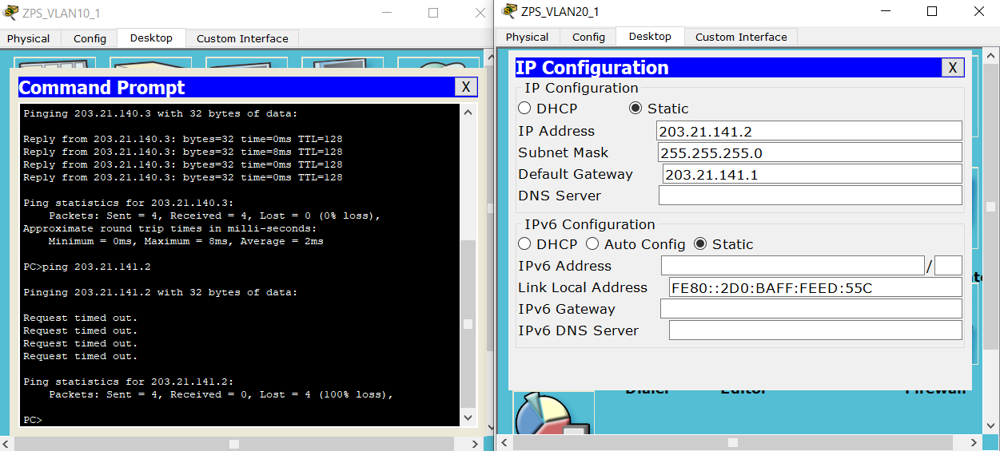 ZPS_VLAN10_1
Physical Config Desktop Custom Interface
Command Prompt X
Pinging 203.21.140.3 with 32 bytes of data:
Reply from 203.21.140.3: bytes=32 time=0ms TTL=128
Reply from 203.21.140.3: bytes=32 time=8ms TTL=128
Reply from 203.21.140.3: bytes=32 time=0ms TTL=128
Reply from 203.21.140.3: bytes=32 time=0ms TTL=128
Ping statistics for 203.21.140.3:
Packets: Sent = 4, Received = 4, Lost = 0 (0% loss),
Approximate round trip times in milli-seconds:
Minimum = 0ms, Maximum = 8ms, Average = 2ms
PC>ping 203.21.141.2
Pinging 203.21.141.2 with 32 bytes of data:
Request timed out.
Request timed out.
Request timed out.
Request timed out.
Ping statistics for 203.21.141.2:
Packets: Sent = 4, Received = 0, Lost = 4 (100% loss),
PC>
ZPS_VLAN20_1
Physical Config Desktop Custom Interface
IP Configuration X
IP Configuration
DHCP Static
IP Address 203.21.141.2
Subnet Mask 255.255.255.0
Default Gateway 203.21.141.1
DNS Server
IPv6 Configuration
DHCP Auto Config Static
IPv6 Address /
Link Local Address FE80::2D0:BAFF:FEED:55C
IPv6 Gateway
IPv6 DNS Server
Dialer Editor Firewall